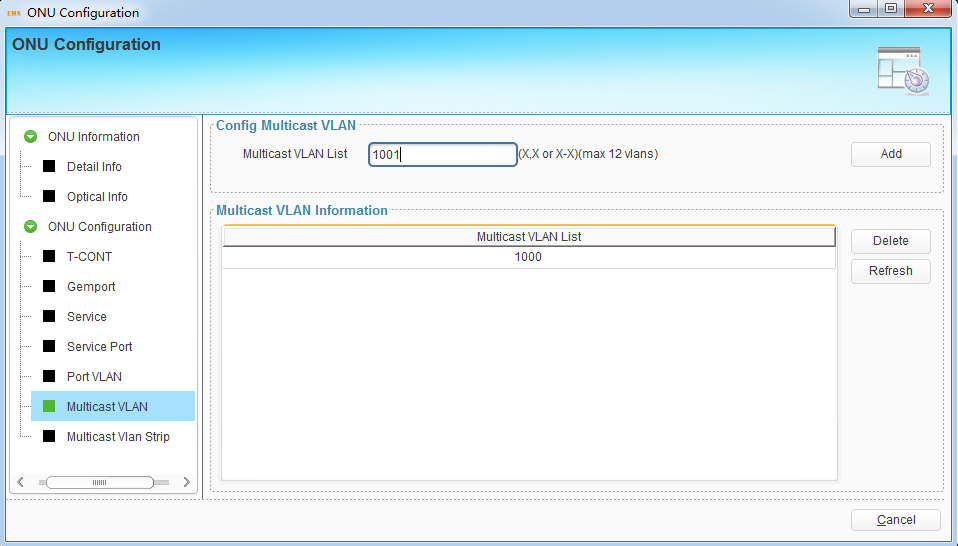 EMS ONU Configuration
ONU Configuration
ONU Information
Detail Info
Optical Info
ONU Configuration
T-CONT
Gemport
Service
Service Port
Port VLAN
Multicast VLAN
Multicast Vlan Strip
Config Multicast VLAN
Multicast VLAN List 1001 (X,X or X-X)(max 12 vlans) Add
Multicast VLAN Information
Multicast VLAN List
1000
Delete
Refresh
Cancel